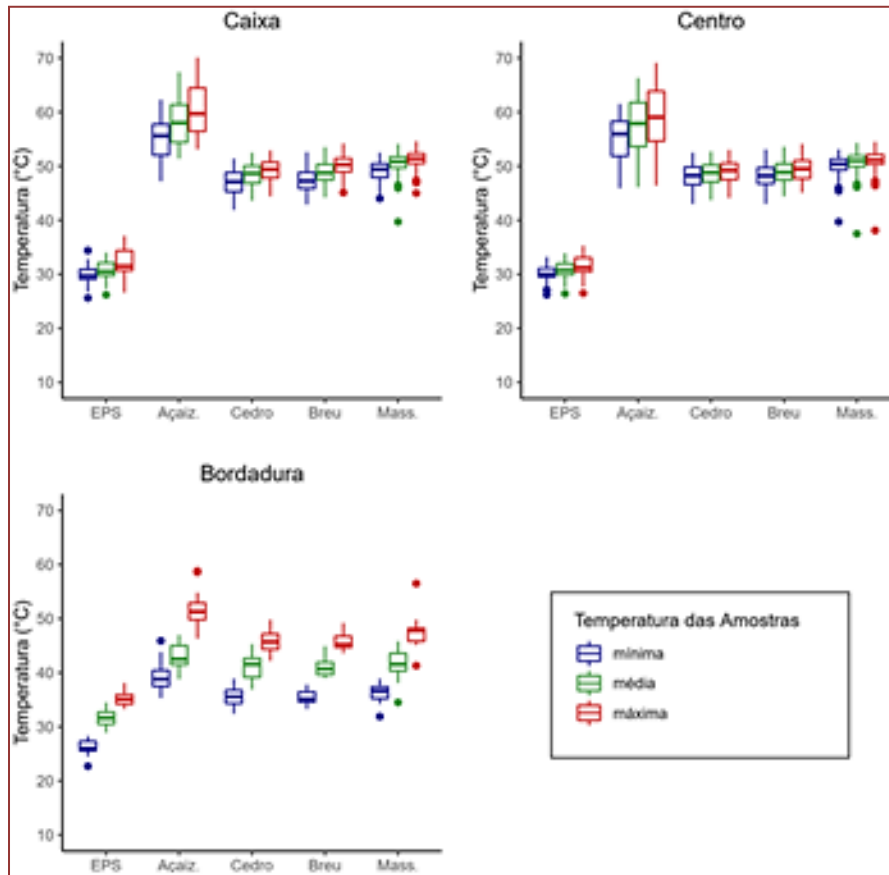 Caixa
Temperatura (°C)
70
60
50
40
30
20
10
EPS Açaiz. Cedro Breu Mass.
Centro
Temperatura (°C)
70
60
50
40
30
20
10
EPS Açaiz. Cedro Breu Mass.
Bordadura
Temperatura (°C)
70
60
50
40
30
20
10
EPS Açaiz. Cedro Breu Mass.
Temperatura das Amostras
mínima
média
máxima